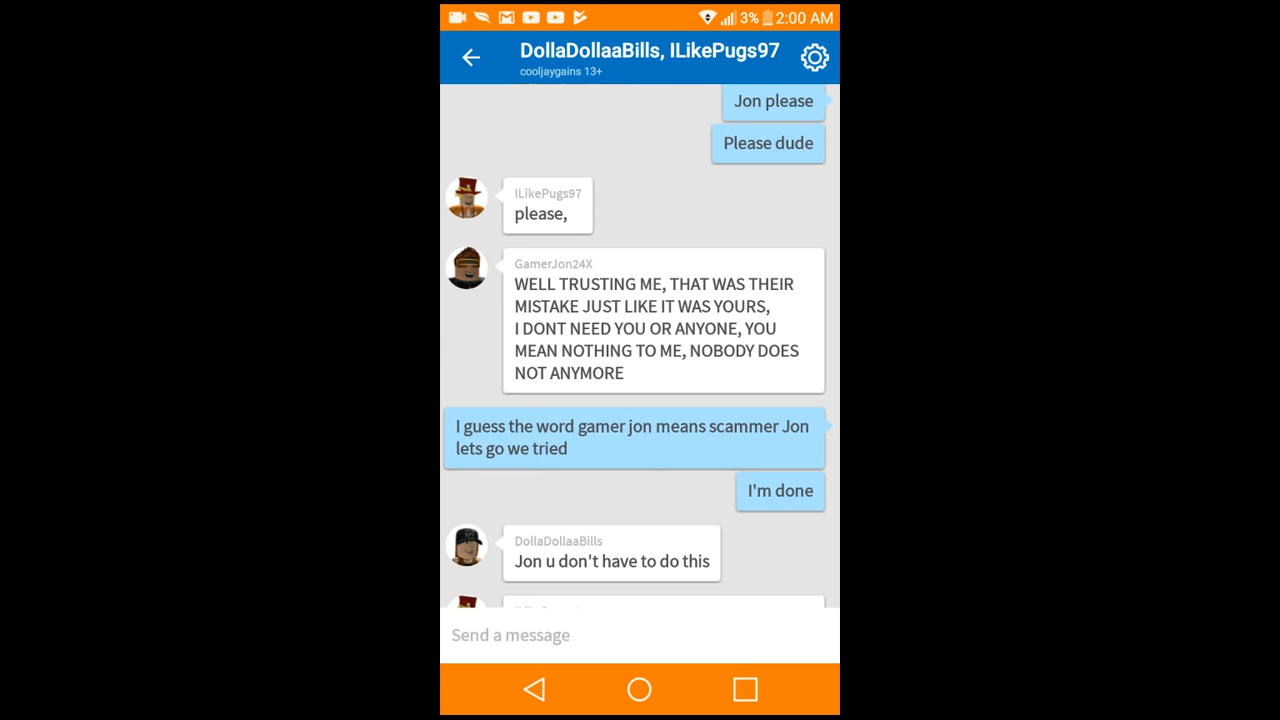 3% 2:00 AM
DollaDollaaBills, ILikePugs97
cooljaygains 13+
Jon please
Please dude
ILikePugs97
please,
GamerJon24X
WELL TRUSTING ME, THAT WAS THEIR
MISTAKE JUST LIKE IT WAS YOURS,
I DONT NEED YOU OR ANYONE, YOU
MEAN NOTHING TO ME, NOBODY DOES
NOT ANYMORE
I guess the word gamer jon means scammer Jon
lets go we tried
I'm done
DollaDollaaBills
Jon u don't have to do this
Send a message